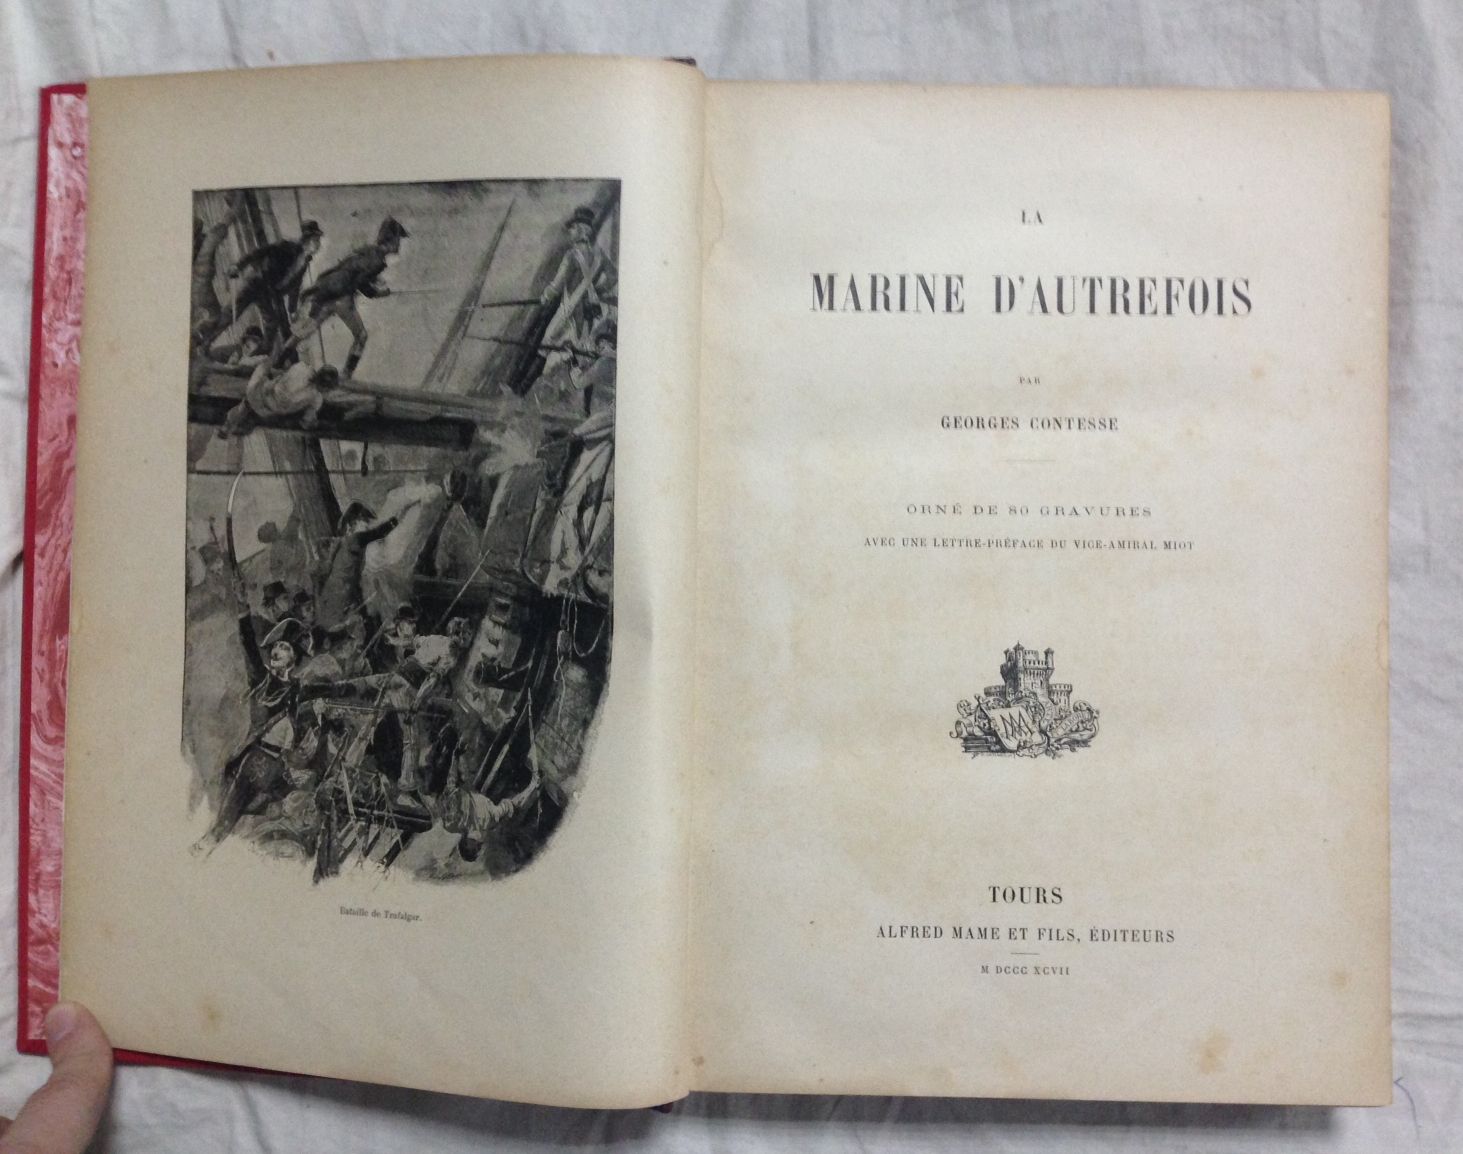 Bataille de Trafalgar.
LA
MARINE D'AUTREFOIS
PAR
GEORGES CONTESSE
ORNÉ DE 80 GRAVURES
AVEC UNE LETTRE-PRÉFACE DU VICE-AMIRAL MIOT
TOURS
ALFRED MAME ET FILS, ÉDITEURS
M DCCC XCVII